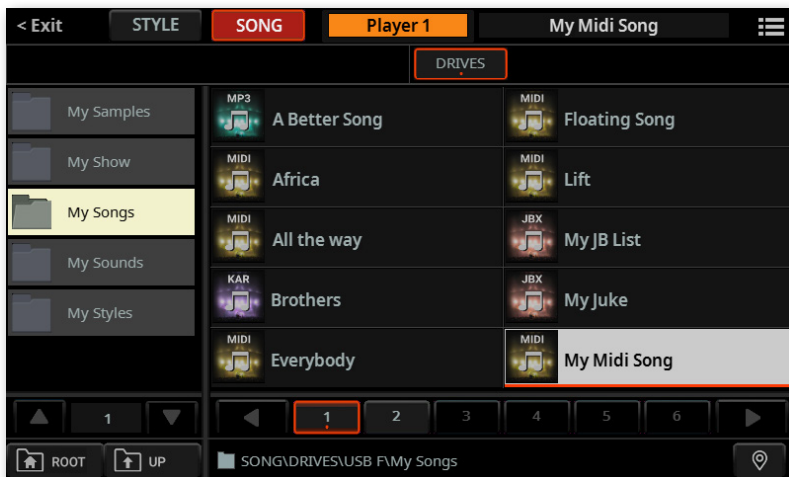 < Exit STYLE SONG Player 1 My Midi Song
DRIVES
My Samples
My Show
My Songs
My Sounds
My Styles
MP3
A Better Song
MIDI
Africa
MIDI
All the way
KAR
Brothers
MIDI
Everybody
MIDI
Floating Song
MIDI
Lift
JBX
My JB List
JBX
My Juke
MIDI
My Midi Song
1
1 2 3 4 5 6
ROOT UP
SONG\DRIVES\USB F\My Songs